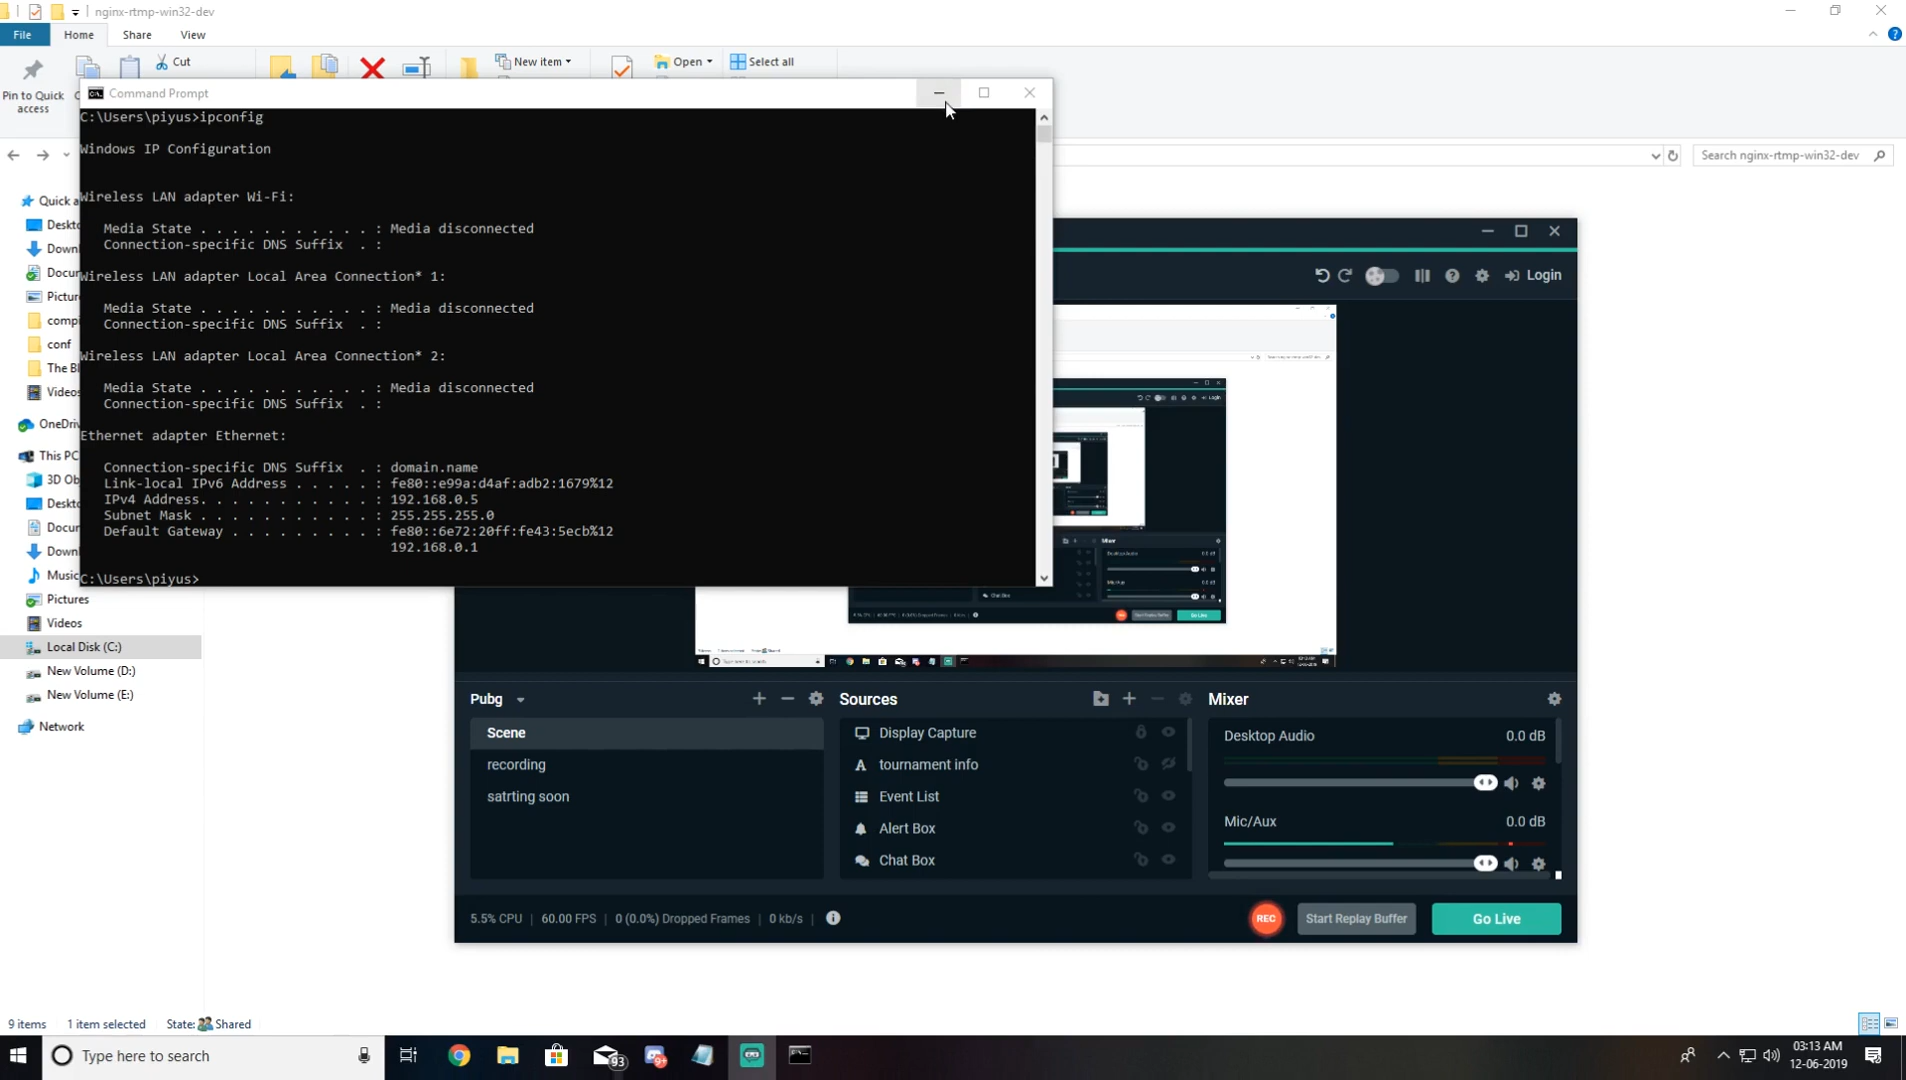 nginx-rtmp-win32-dev
File Home Share View
Pin to Quick access
Cut
New item
Open
Select all
Search nginx-rtmp-win32-dev
Command Prompt
C:\Users\piyus>ipconfig
Windows IP Configuration
Wireless LAN adapter Wi-Fi:
Media State . . . . . . . . . . . : Media disconnected
Connection-specific DNS Suffix . :
Wireless LAN adapter Local Area Connection* 1:
Media State . . . . . . . . . . . : Media disconnected
Connection-specific DNS Suffix . :
Wireless LAN adapter Local Area Connection* 2:
Media State . . . . . . . . . . . : Media disconnected
Connection-specific DNS Suffix . :
Ethernet adapter Ethernet:
Connection-specific DNS Suffix . : domain.name
Link-local IPv6 Address . . . . . : fe80::e99a:d4af:adb2:1679%12
IPv4 Address. . . . . . . . . . . : 192.168.0.5
Subnet Mask . . . . . . . . . . . : 255.255.255.0
Default Gateway . . . . . . . . . : fe80::6e72:20ff:fe43:5ecb%12
192.168.0.1
C:\Users\piyus>
Quick a
Deskto
Down
Docu
Picture
comp
conf
The Bl
Videos
OneDriv
This PC
3D Ob
Deskto
Docu
Down
Music
Pictures
Videos
Local Disk (C:)
New Volume (D:)
New Volume (E:)
Network
Login
Pubg
Scene
recording
satrting soon
Sources
Display Capture
tournament info
Event List
Alert Box
Chat Box
Mixer
Desktop Audio 0.0 dB
Mic/Aux 0.0 dB
5.5% CPU | 60.00 FPS | 0 (0.0%) Dropped Frames | 0 kb/s |
REC
Start Replay Buffer
Go Live
9 items 1 item selected State: Shared
Type here to search
93
9+
03:13 AM
12-06-2019